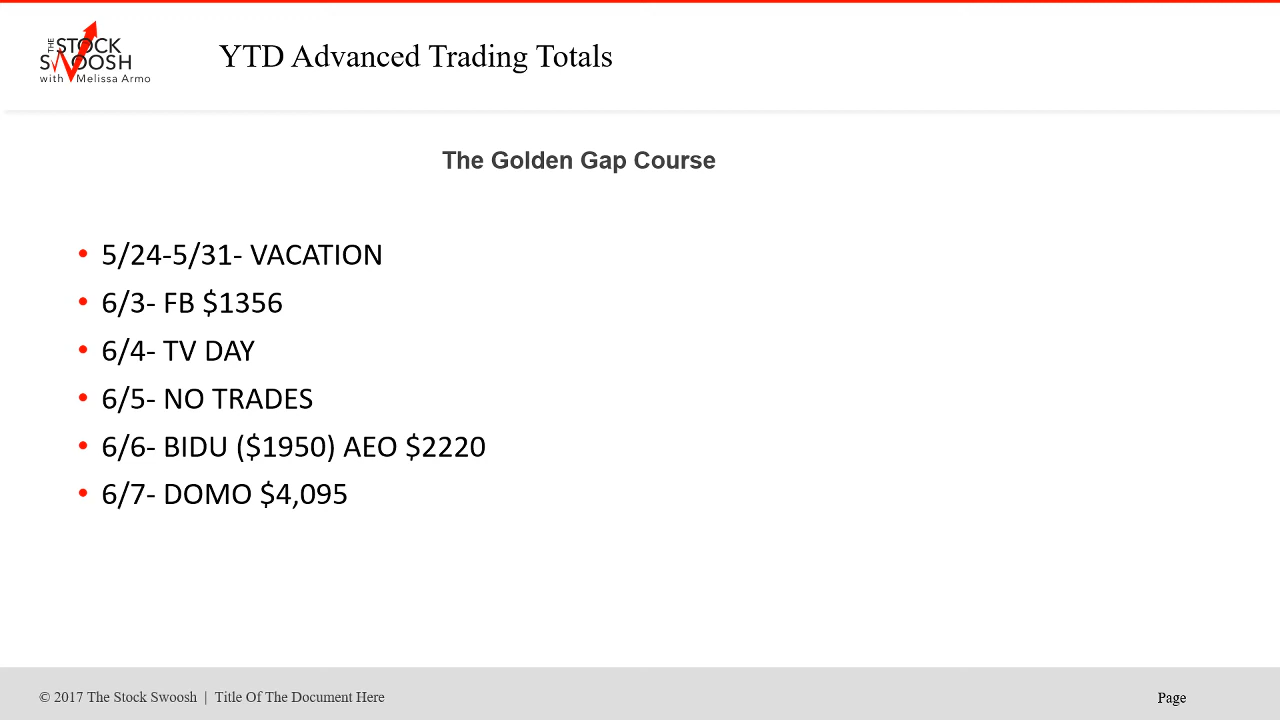 THE STOCK
SWOOSH
with Melissa Armo
YTD Advanced Trading Totals
The Golden Gap Course
• 5/24-5/31- VACATION
• 6/3- FB $1356
• 6/4- TV DAY
• 6/5- NO TRADES
• 6/6- BIDU ($1950) AEO $2220
• 6/7- DOMO $4,095
© 2017 The Stock Swoosh | Title Of The Document Here
Page